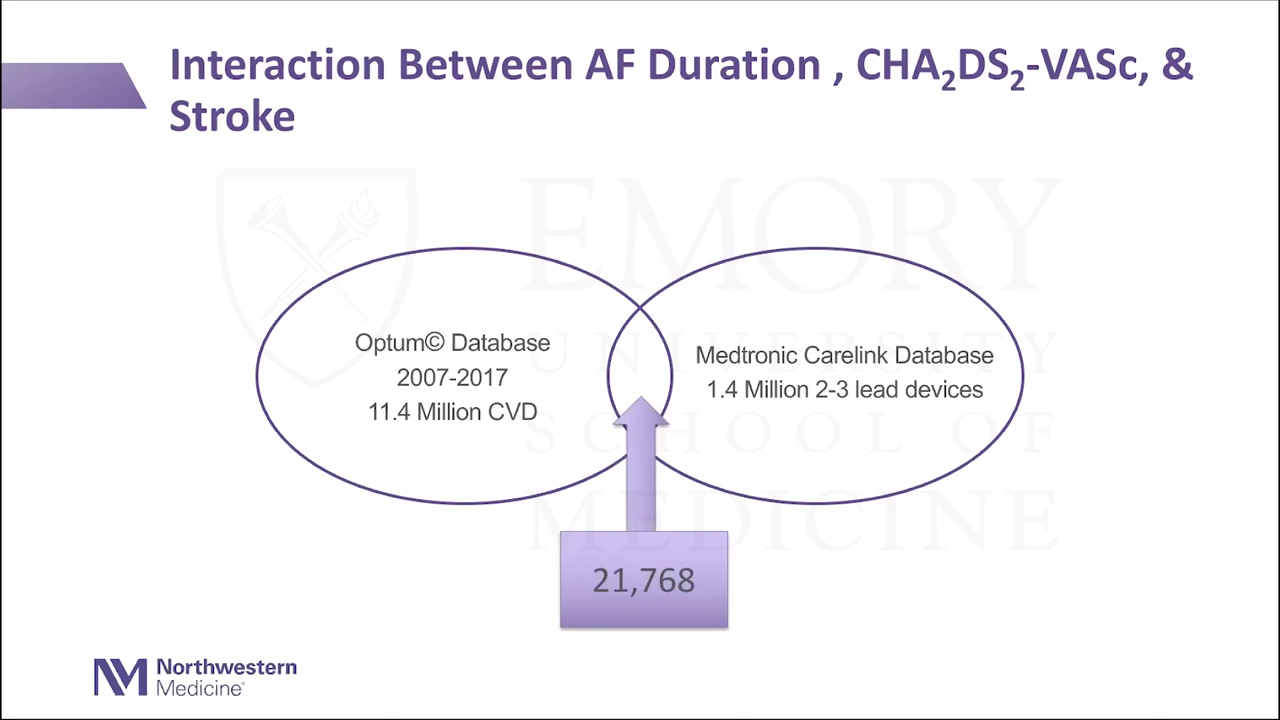 Interaction Between AF Duration , CHA₂DS₂-VASc, &
Stroke
EMORY
UNIVERSITY
SCHOOL OF
MEDICINE
Optum© Database
2007-2017
11.4 Million CVD
Medtronic Carelink Database
1.4 Million 2-3 lead devices
21,768
NM Northwestern
Medicine®